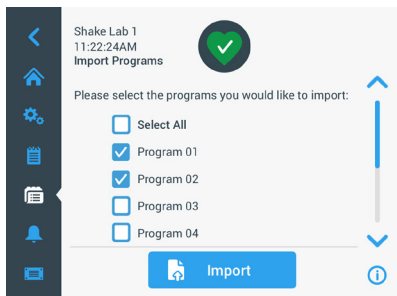 Shake Lab 1
11:22:24AM
Import Programs
Please select the programs you would like to import:
Select All
Program 01
Program 02
Program 03
Program 04
Import